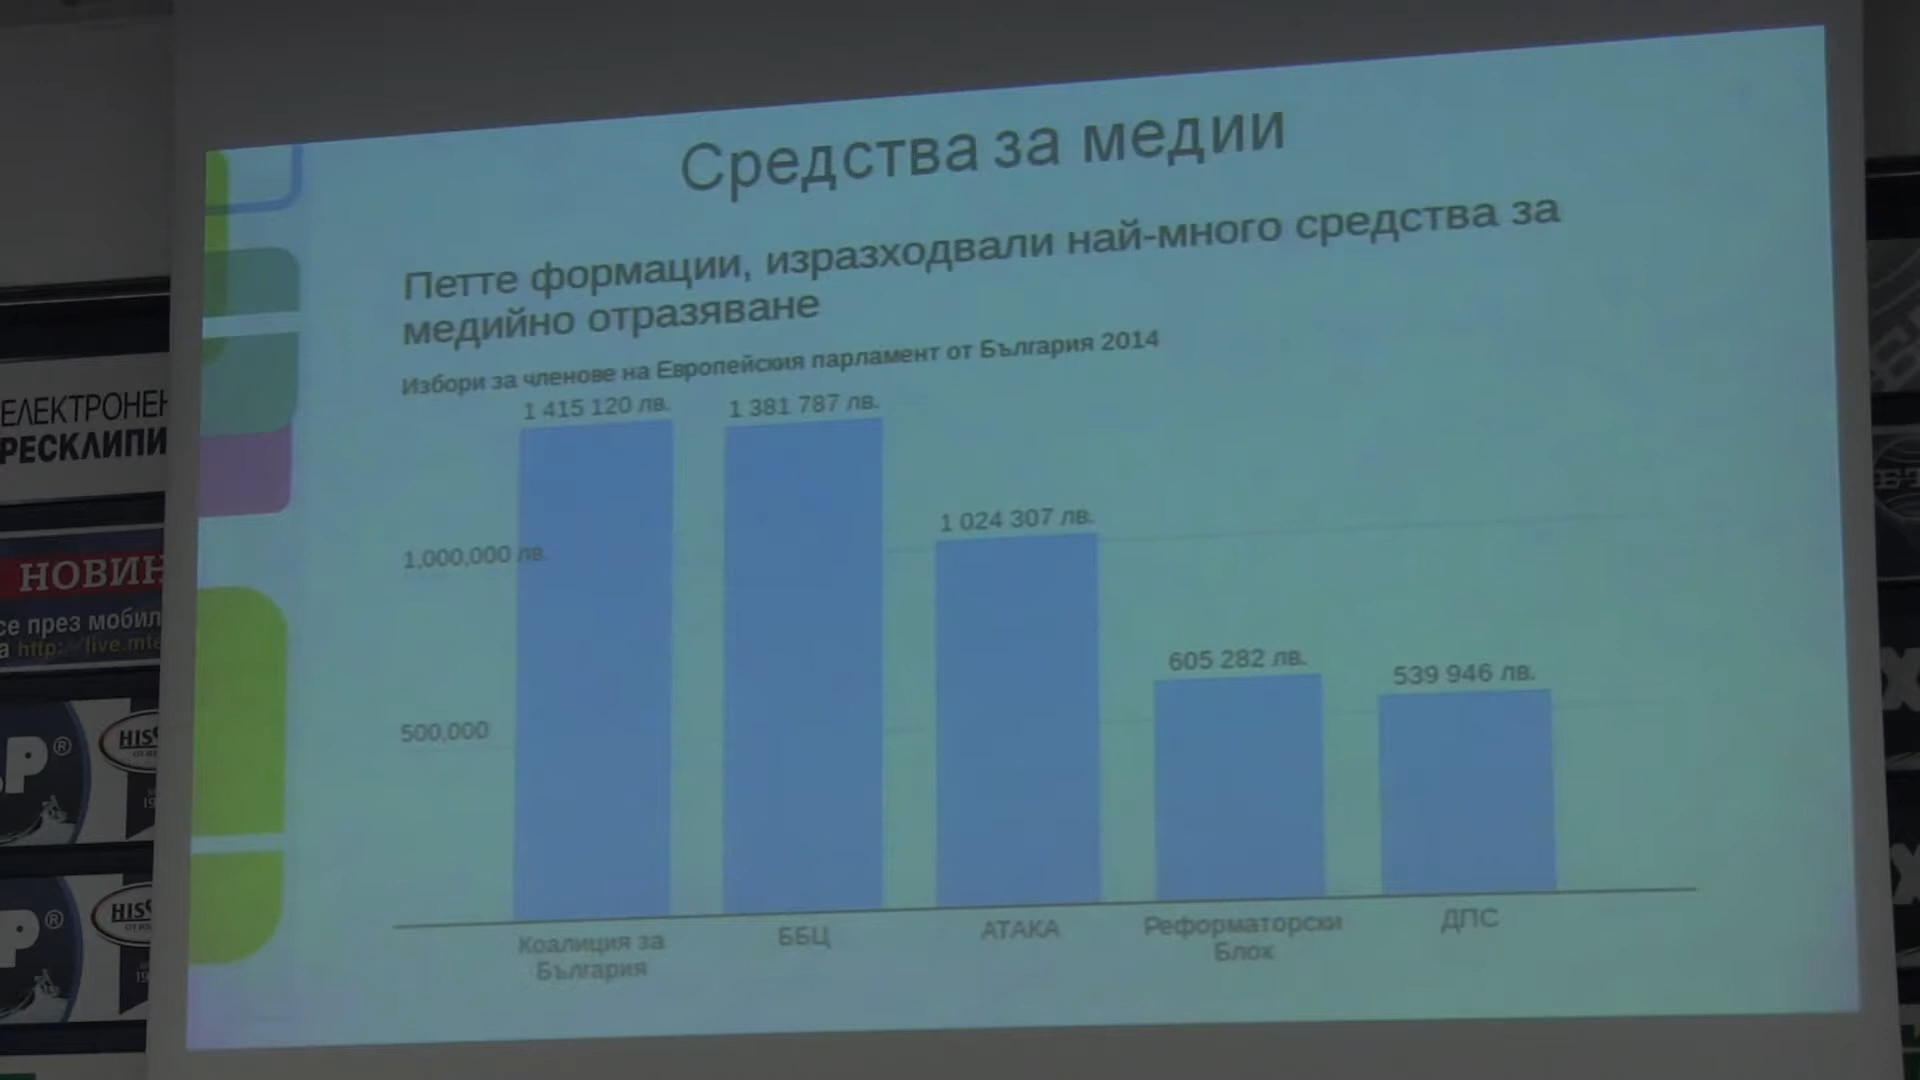 Средства за медии
Петте формации, изразходвали най-много средства за
медийно отразяване
Избори за членове на Европейския парламент от България 2014
1 415 120 лв.
1 381 787 лв.
1 024 307 лв.
605 282 лв.
539 946 лв.
1,000,000 лв.
500,000
Коалиция за
България
ББЦ
АТАКА
Реформаторски
Блок
ДПС
ЕЛЕКТРОНЕН
РЕСКЛИПИ
НОВИН
се през мобил
а http://live.mte
Р®
HISS
Р®
HISS